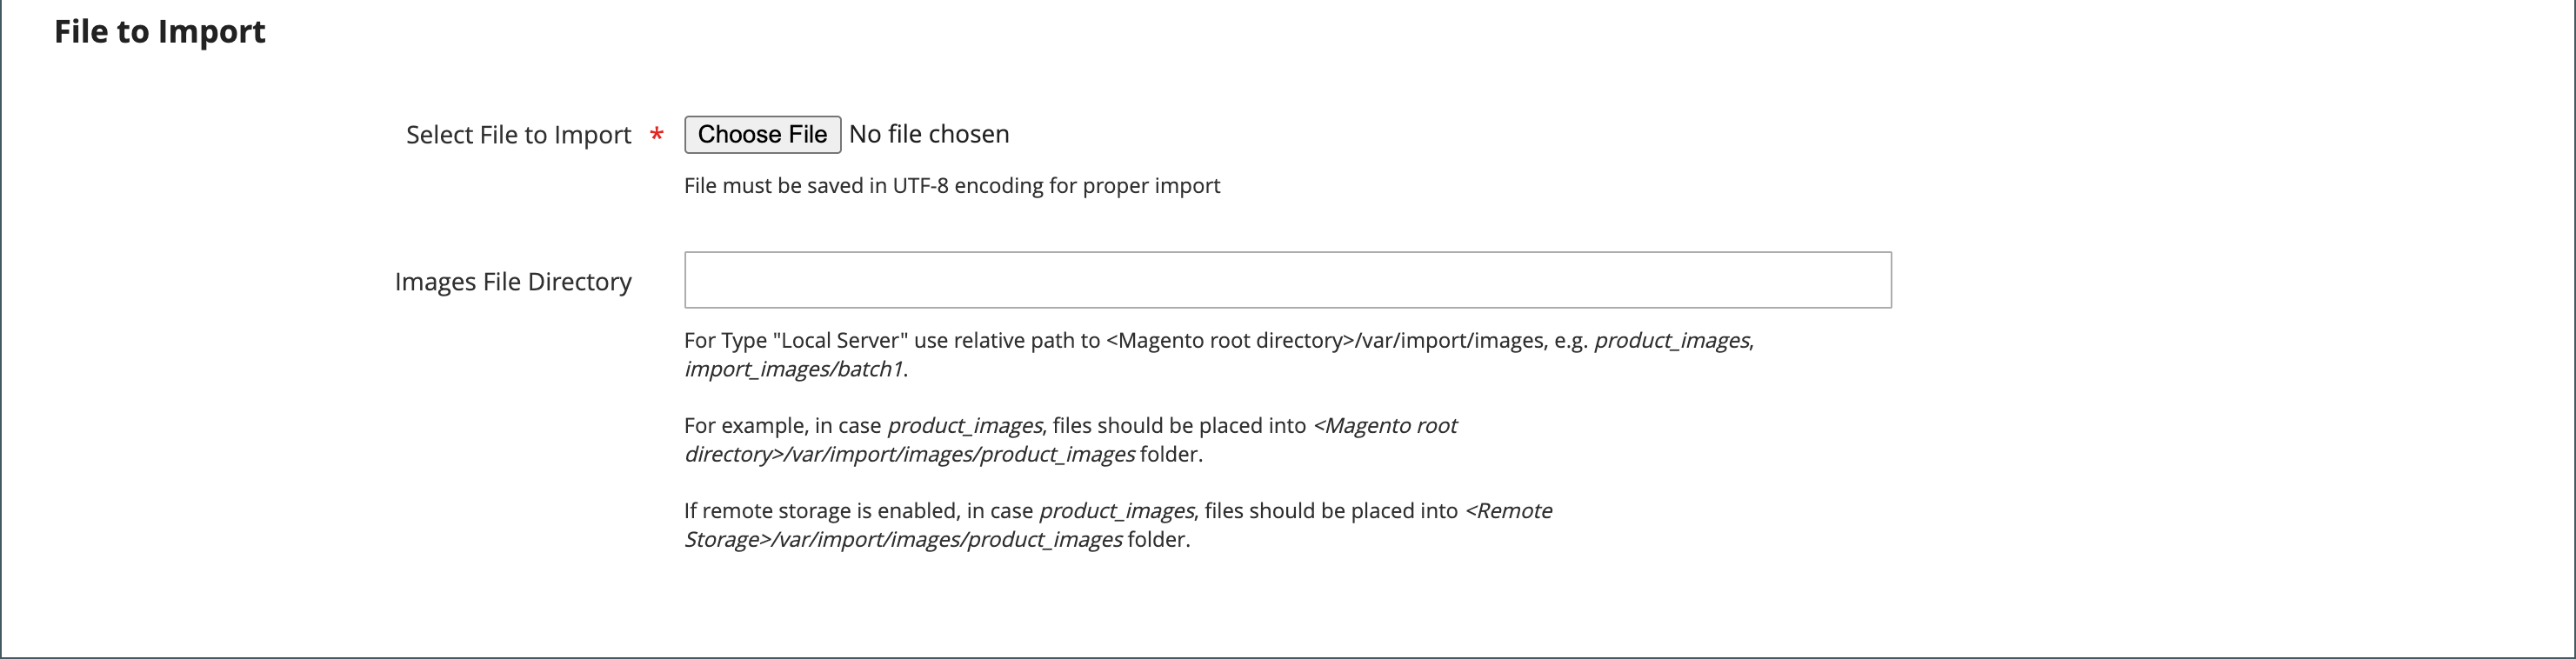 File to Import
Select File to Import * Choose File No file chosen
File must be saved in UTF-8 encoding for proper import
Images File Directory
For Type "Local Server" use relative path to <Magento root directory>/var/import/images, e.g. product_images,
import_images/batch1.
For example, in case product_images, files should be placed into <Magento root
directory>/var/import/images/product_images folder.
If remote storage is enabled, in case product_images, files should be placed into <Remote
Storage>/var/import/images/product_images folder.